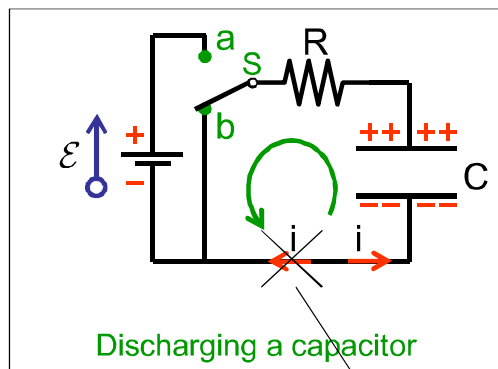 a
R
S
b
+
++ ++
ℰ
−
C
−− −−
i i
Discharging a capacitor